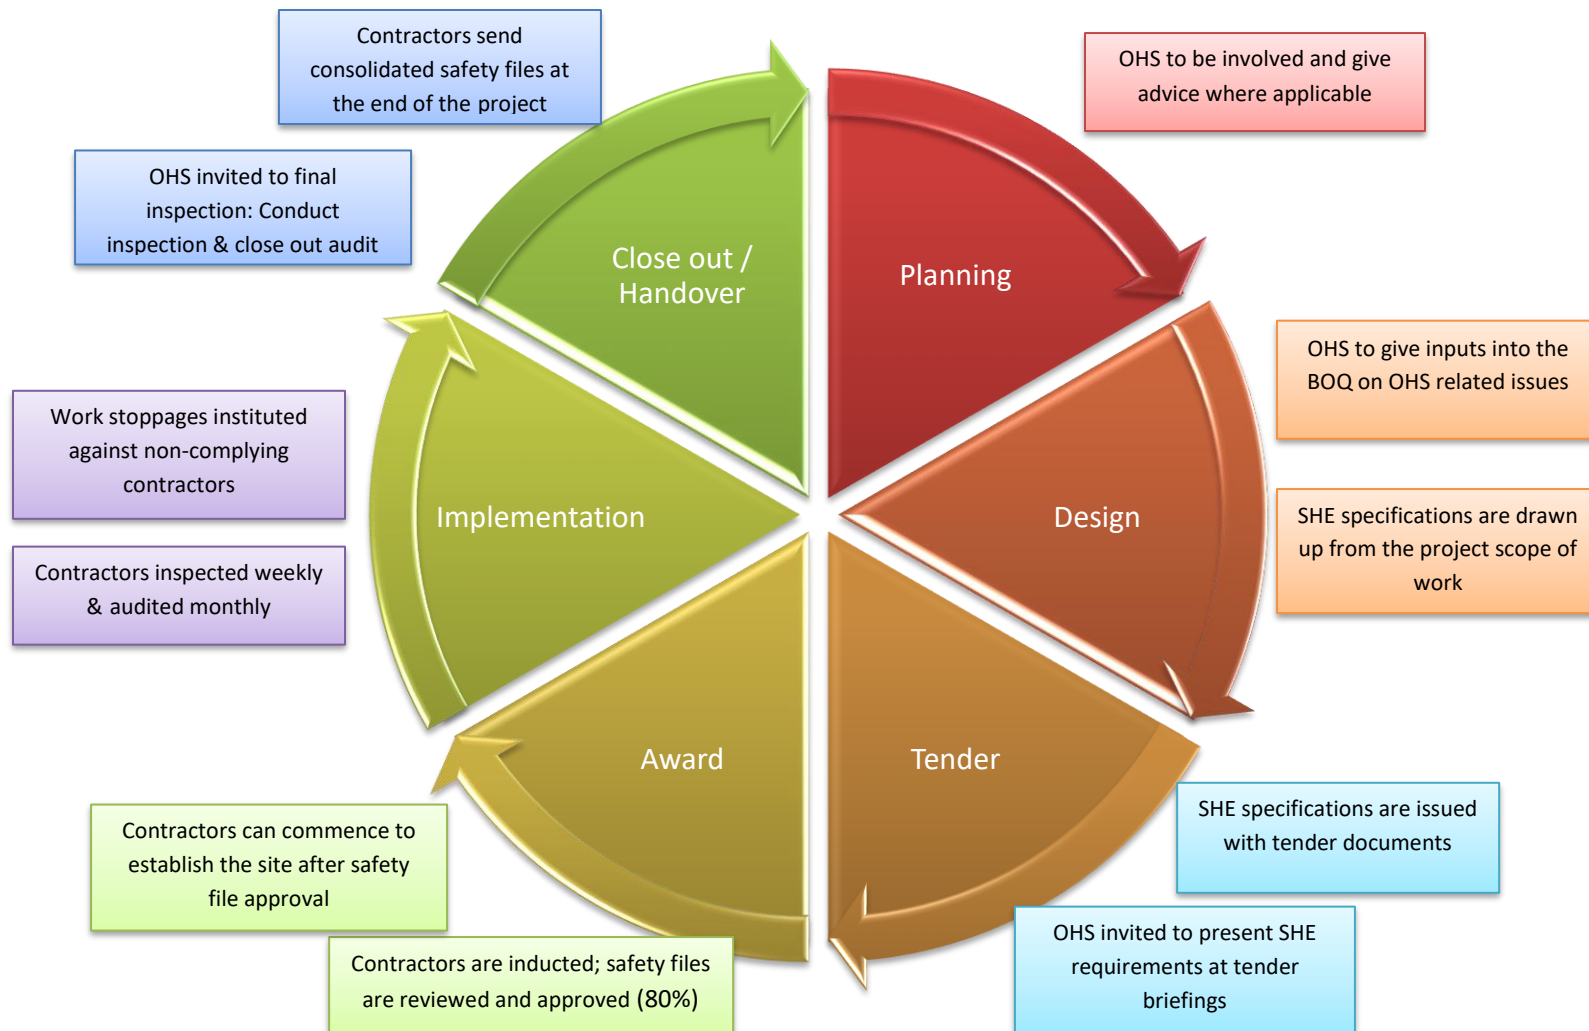 Contractors send
consolidated safety files at
the end of the project
OHS to be involved and give
advice where applicable
OHS invited to final
inspection: Conduct
inspection & close out audit
Close out /
Handover
Planning
OHS to give inputs into the
BOQ on OHS related issues
Work stoppages instituted
against non-complying
contractors
Implementation
Design
SHE specifications are drawn
up from the project scope of
work
Contractors inspected weekly
& audited monthly
Award
Tender
SHE specifications are issued
with tender documents
Contractors can commence to
establish the site after safety
file approval
OHS invited to present SHE
requirements at tender
briefings
Contractors are inducted; safety files
are reviewed and approved (80%)